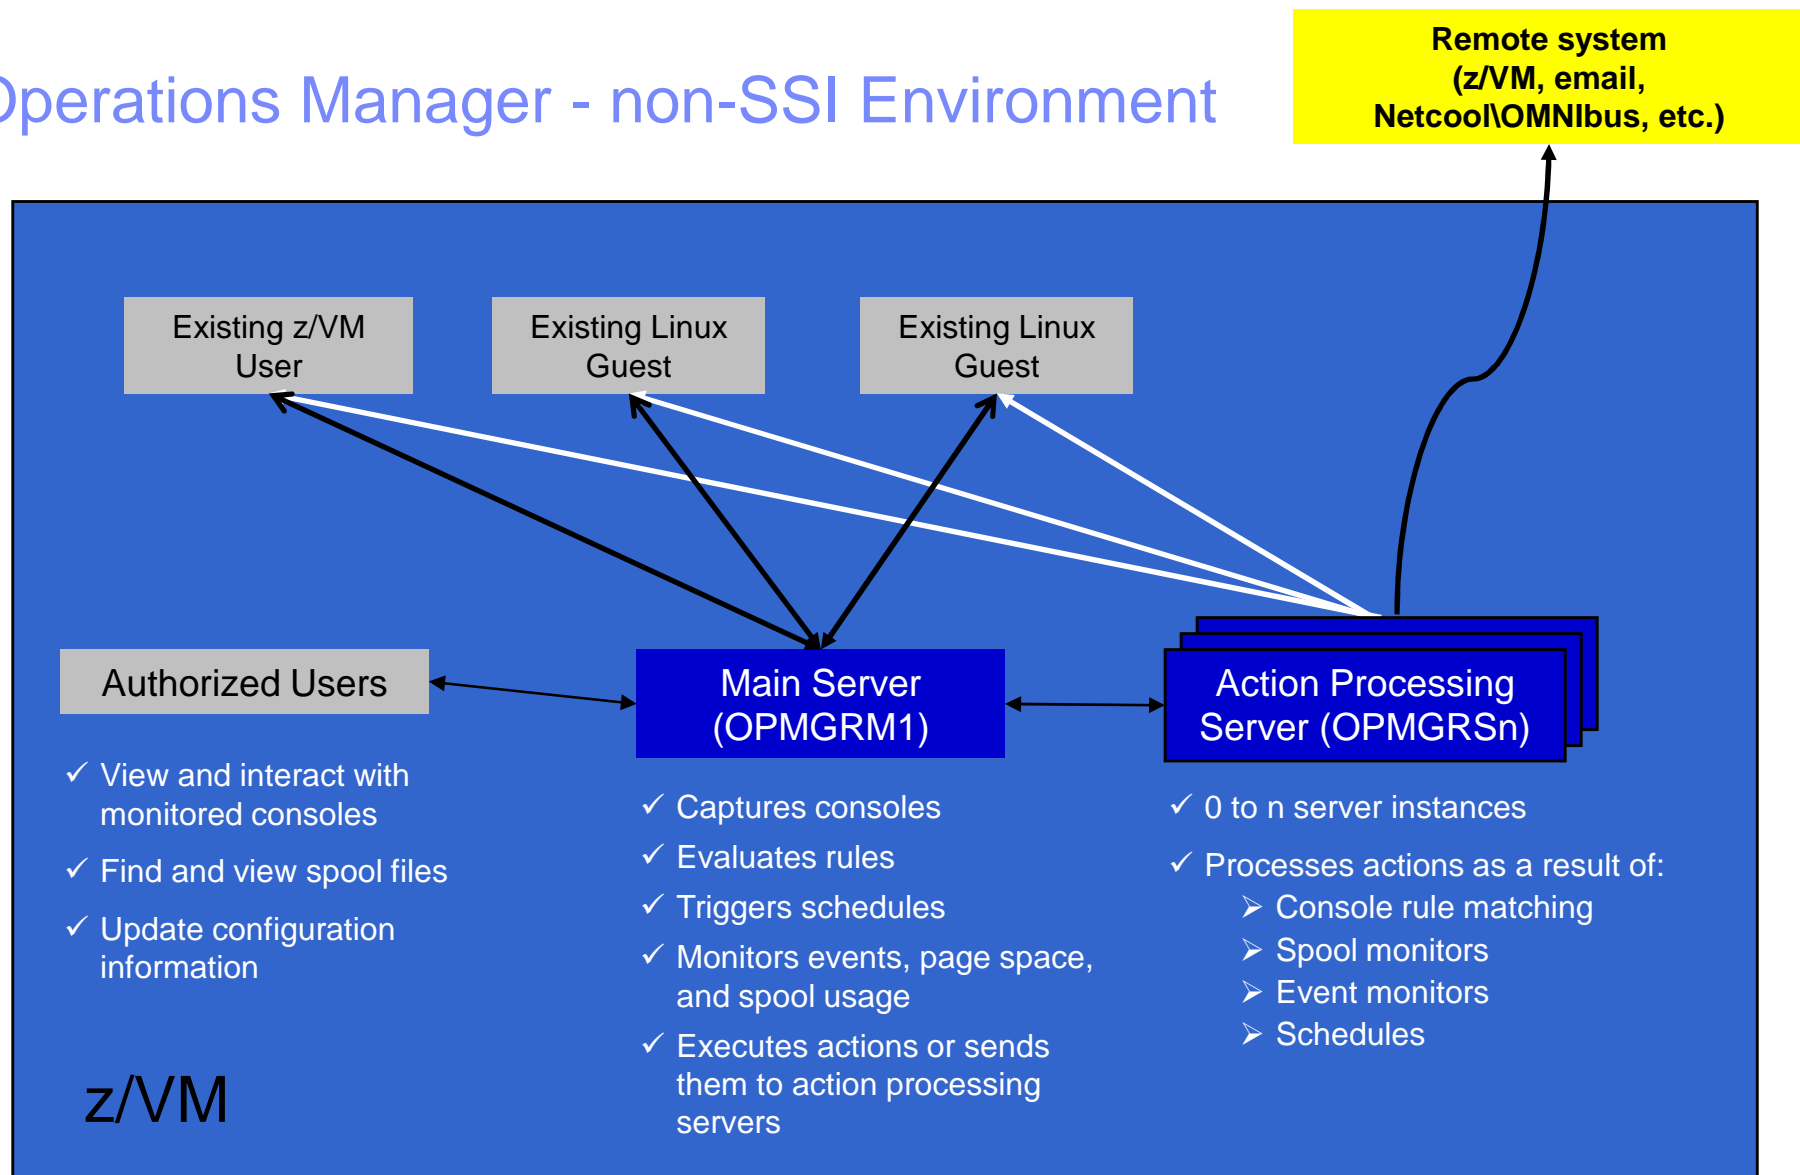 Operations Manager - non-SSI Environment
Remote system
(z/VM, email,
Netcool\OMNIbus, etc.)
Existing z/VM
User
Existing Linux
Guest
Existing Linux
Guest
Authorized Users
Main Server
(OPMGRM1)
Action Processing
Server (OPMGRSn)
✓ View and interact with
monitored consoles
✓ Find and view spool files
✓ Update configuration
information
✓ Captures consoles
✓ Evaluates rules
✓ Triggers schedules
✓ Monitors events, page space,
and spool usage
✓ Executes actions or sends
them to action processing
servers
✓ 0 to n server instances
✓ Processes actions as a result of:
➢ Console rule matching
➢ Spool monitors
➢ Event monitors
➢ Schedules
z/VM